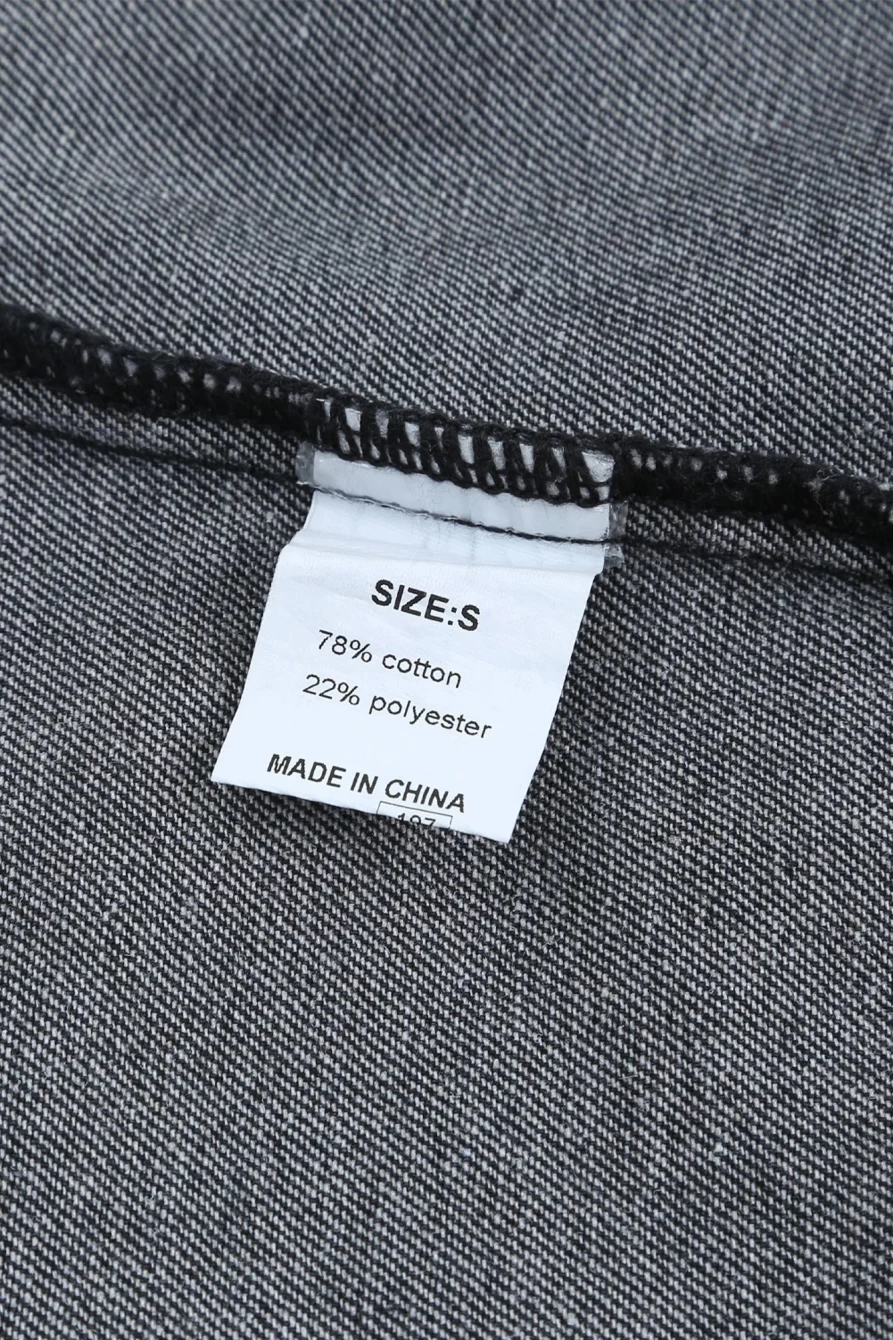 SIZE:S
78% cotton
22% polyester
MADE IN CHINA